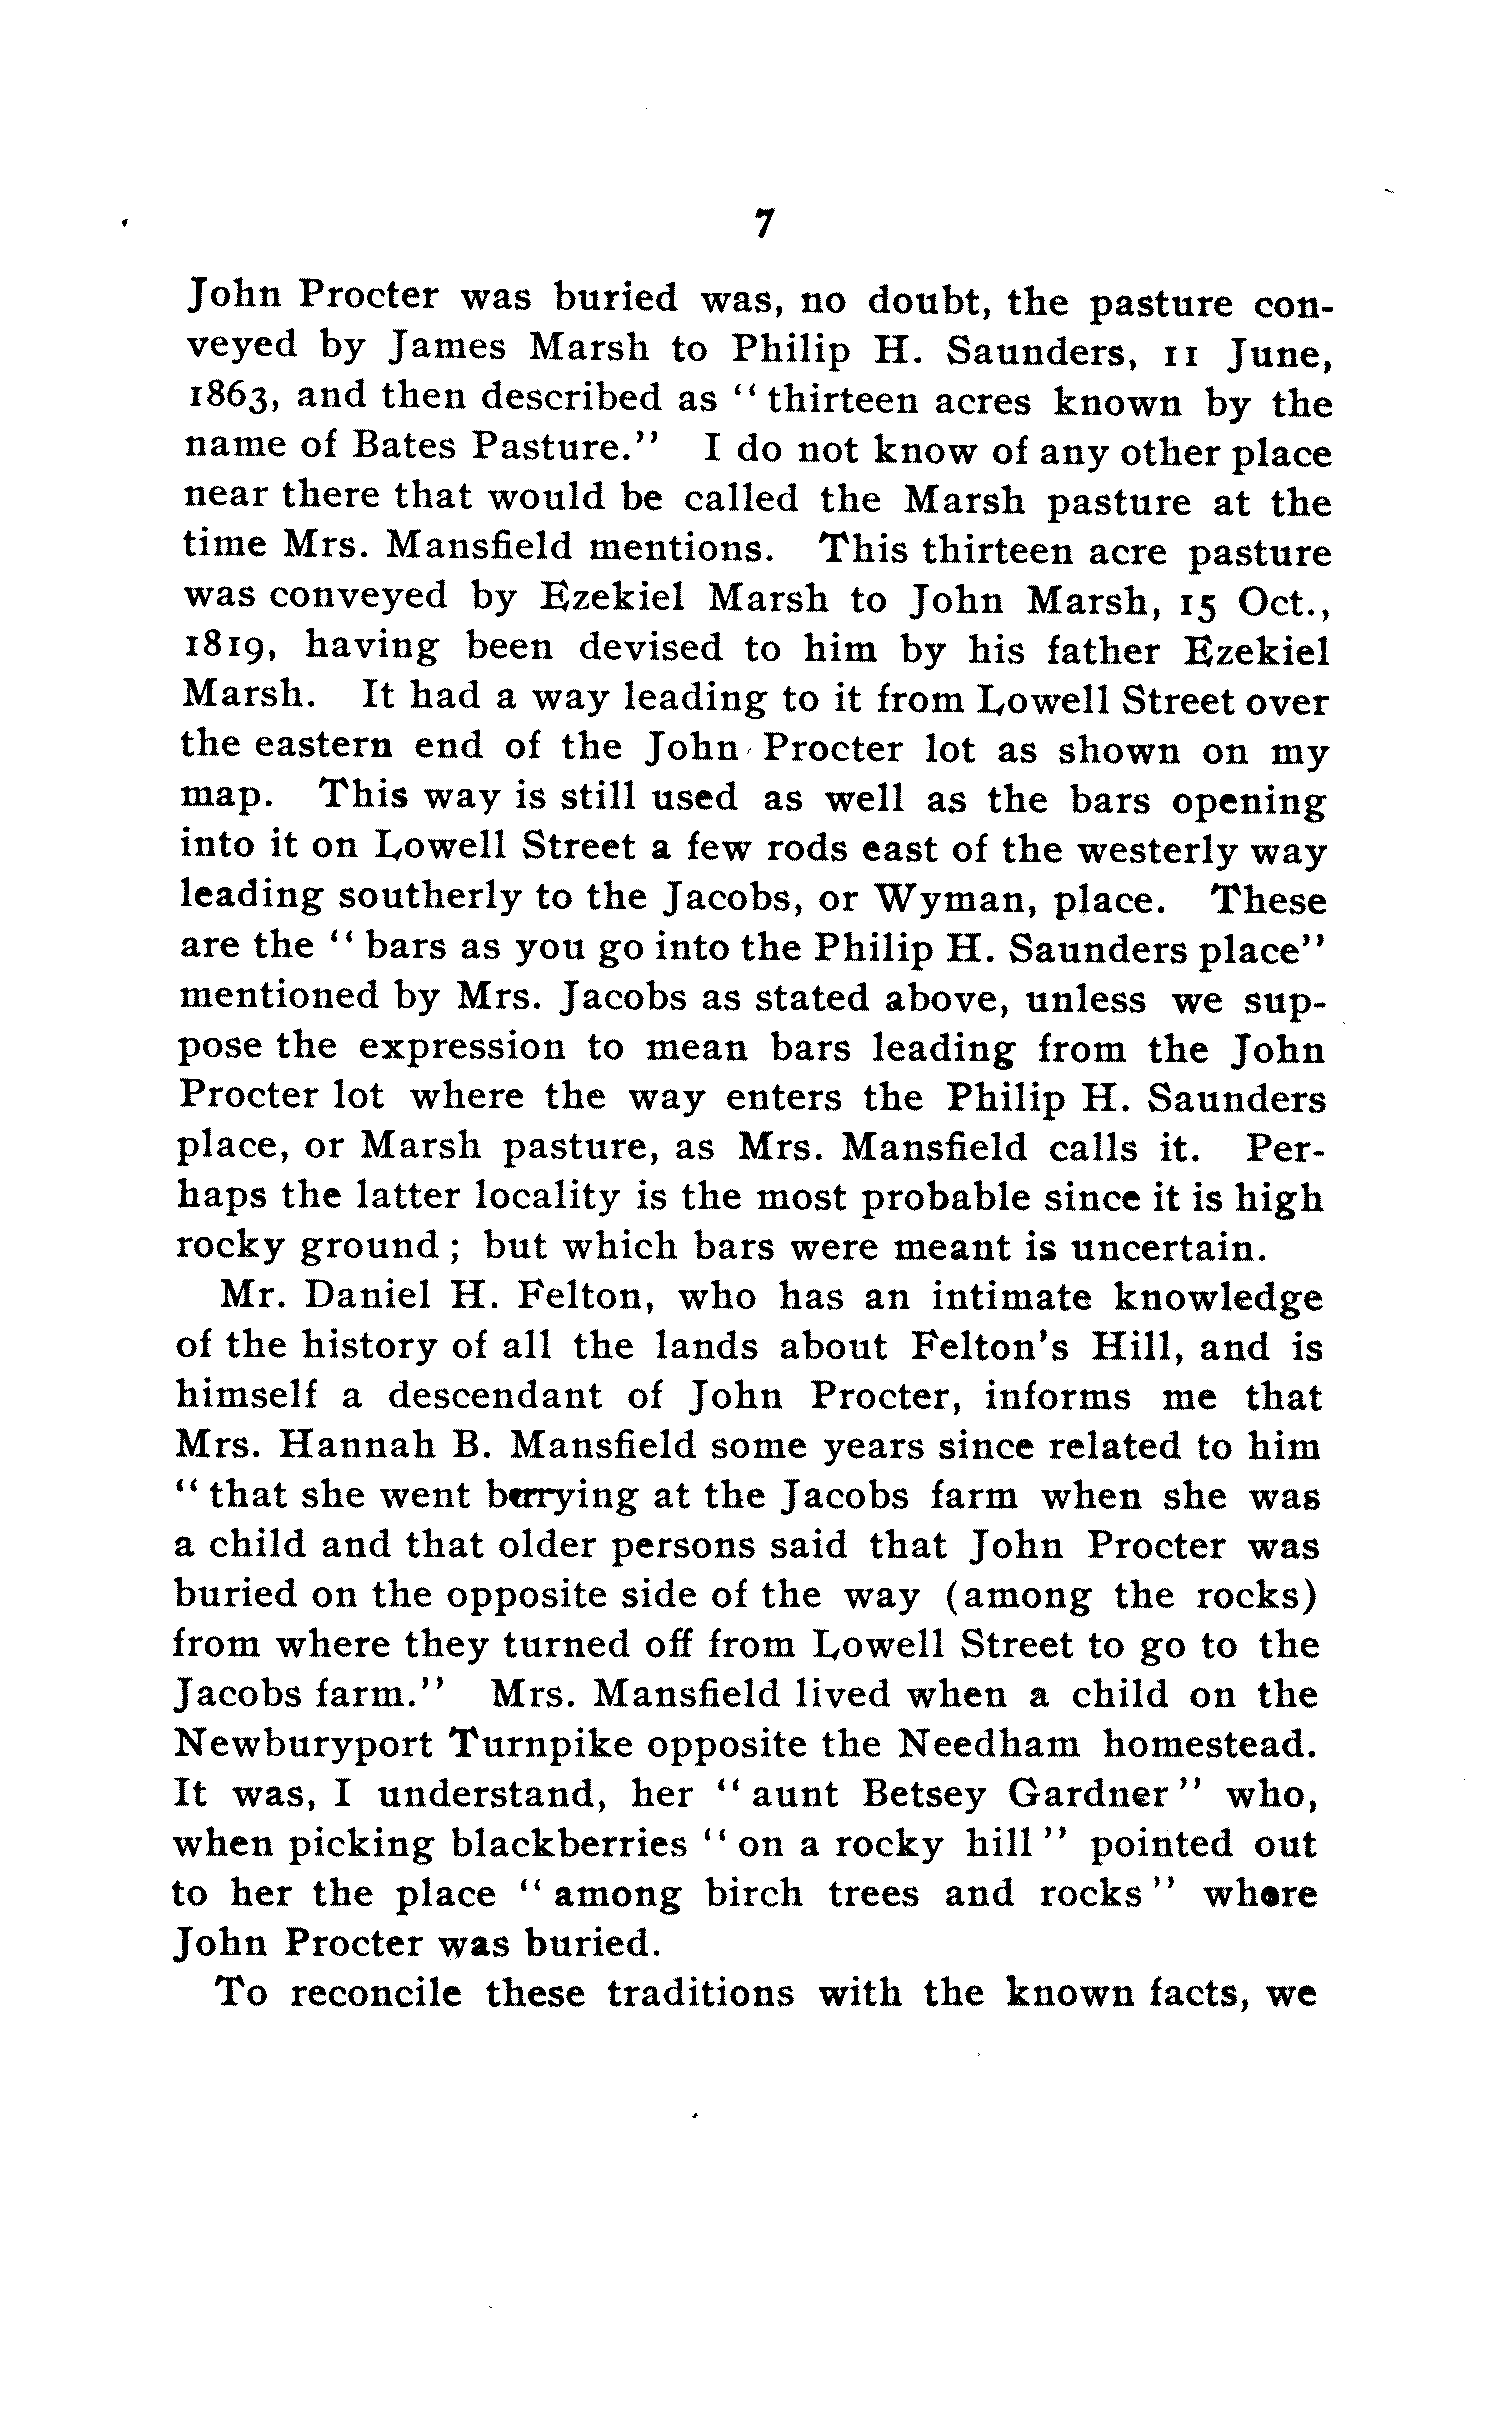 7
John Procter was buried was, no doubt, the pasture con-
veyed by James Marsh to Philip H. Saunders, 11 June,
1863, and then described as "thirteen acres known by the
name of Bates Pasture." I do not know of any other place
near there that would be called the Marsh pasture at the
time Mrs. Mansfield mentions. This thirteen acre pasture
was conveyed by Ezekiel Marsh to John Marsh, 15 Oct.,
1819, having been devised to him by his father Ezekiel
Marsh. It had a way leading to it from Lowell Street over
the eastern end of the John Procter lot as shown on my
map. This way is still used as well as the bars opening
into it on Lowell Street a few rods east of the westerly way
leading southerly to the Jacobs, or Wyman, place. These
are the "bars as you go into the Philip H. Saunders place"
mentioned by Mrs. Jacobs as stated above, unless we sup-
pose the expression to mean bars leading from the John
Procter lot where the way enters the Philip H. Saunders
place, or Marsh pasture, as Mrs. Mansfield calls it. Per-
haps the latter locality is the most probable since it is high
rocky ground; but which bars were meant is uncertain.
Mr. Daniel H. Felton, who has an intimate knowledge
of the history of all the lands about Felton's Hill, and is
himself a descendant of John Procter, informs me that
Mrs. Hannah B. Mansfield some years since related to him
"that she went berrying at the Jacobs farm when she was
a child and that older persons said that John Procter was
buried on the opposite side of the way (among the rocks)
from where they turned off from Lowell Street to go to the
Jacobs farm." Mrs. Mansfield lived when a child on the
Newburyport Turnpike opposite the Needham homestead.
It was, I understand, her "aunt Betsey Gardner" who,
when picking blackberries "on a rocky hill" pointed out
to her the place "among birch trees and rocks" where
John Procter was buried.
To reconcile these traditions with the known facts, we